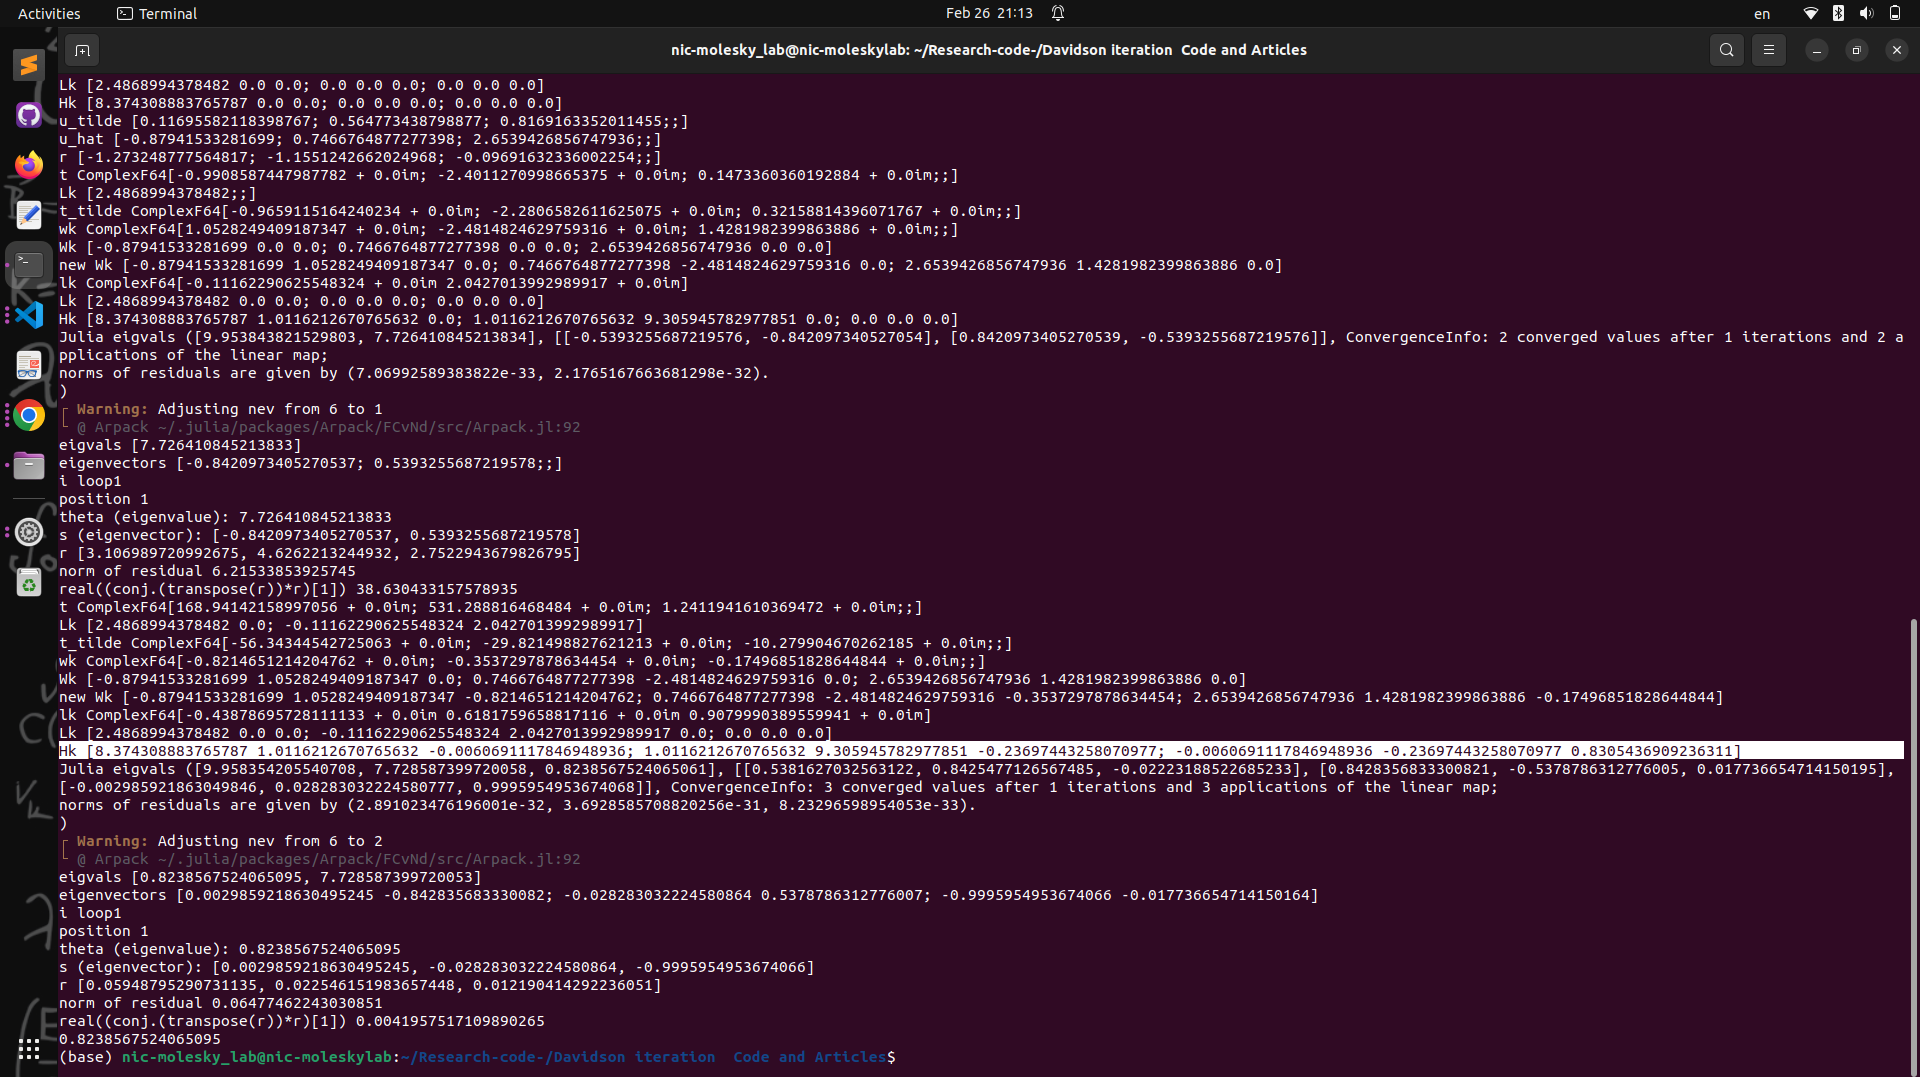 Activities
Terminal
Feb 26 21:13
en
nic-molesky_lab@nic-moleskylab: ~/Research-code-/Davidson iteration  Code and Articles
Lk [2.4868994378482 0.0 0.0; 0.0 0.0 0.0; 0.0 0.0 0.0]
Hk [8.374308883765787 0.0 0.0; 0.0 0.0 0.0; 0.0 0.0 0.0]
u_tilde [0.11695582118398767; 0.564773438798877; 0.8169163352011455;;]
u_hat [-0.87941533281699; 0.7466764877277398; 2.6539426856747936;;]
r [-1.273248777564817; -1.1551242662024968; -0.09691632336002254;;]
t ComplexF64[-0.9908587447987782 + 0.0im; -2.4011270998665375 + 0.0im; 0.1473360360192884 + 0.0im;;]
Lk [2.4868994378482;;]
t_tilde ComplexF64[-0.9659115164240234 + 0.0im; -2.2806582611625075 + 0.0im; 0.32158814396071767 + 0.0im;;]
wk ComplexF64[1.0528249409187347 + 0.0im; -2.4814824629759316 + 0.0im; 1.4281982399863886 + 0.0im;;]
Wk [-0.87941533281699 0.0 0.0; 0.7466764877277398 0.0 0.0; 2.6539426856747936 0.0 0.0]
new Wk [-0.87941533281699 1.0528249409187347 0.0; 0.7466764877277398 -2.4814824629759316 0.0; 2.6539426856747936 1.4281982399863886 0.0]
lk ComplexF64[-0.11162290625548324 + 0.0im 2.0427013992989917 + 0.0im]
Lk [2.4868994378482 0.0 0.0; 0.0 0.0 0.0; 0.0 0.0 0.0]
Hk [8.374308883765787 1.0116212670765632 0.0; 1.0116212670765632 9.305945782977851 0.0; 0.0 0.0 0.0]
Julia eigvals ([9.953843821529803, 7.726410845213834], [[-0.5393255687219576, -0.842097340527054], [0.8420973405270539, -0.5393255687219576]], ConvergenceInfo: 2 converged values after 1 iterations and 2 a
pplications of the linear map;
norms of residuals are given by (7.06992589383822e-33, 2.1765167663681298e-32).
)
┌ Warning: Adjusting nev from 6 to 1
└ @ Arpack ~/.julia/packages/Arpack/FCvNd/src/Arpack.jl:92
eigvals [7.726410845213833]
eigenvectors [-0.8420973405270537; 0.5393255687219578;;]
i loop1
position 1
theta (eigenvalue): 7.726410845213833
s (eigenvector): [-0.8420973405270537, 0.5393255687219578]
r [3.106989720992675, 4.6262213244932, 2.7522943679826795]
norm of residual 6.21533853925745
real((conj.(transpose(r))*r)[1]) 38.630433157578935
t ComplexF64[168.94142158997056 + 0.0im; 531.288816468484 + 0.0im; 1.2411941610369472 + 0.0im;;]
Lk [2.4868994378482 0.0; -0.11162290625548324 2.0427013992989917]
t_tilde ComplexF64[-56.34344542725063 + 0.0im; -29.821498827621213 + 0.0im; -10.279904670262185 + 0.0im;;]
wk ComplexF64[-0.8214651214204762 + 0.0im; -0.3537297878634454 + 0.0im; -0.17496851828644844 + 0.0im;;]
Wk [-0.87941533281699 1.0528249409187347 0.0; 0.7466764877277398 -2.4814824629759316 0.0; 2.6539426856747936 1.4281982399863886 0.0]
new Wk [-0.87941533281699 1.0528249409187347 -0.8214651214204762; 0.7466764877277398 -2.4814824629759316 -0.3537297878634454; 2.6539426856747936 1.4281982399863886 -0.17496851828644844]
lk ComplexF64[-0.43878695728111133 + 0.0im 0.6181759658817116 + 0.0im 0.9079990389559941 + 0.0im]
Lk [2.4868994378482 0.0 0.0; -0.11162290625548324 2.0427013992989917 0.0; 0.0 0.0 0.0]
Hk [8.374308883765787 1.0116212670765632 -0.0060691117846948936; 1.0116212670765632 9.305945782977851 -0.23697443258070977; -0.0060691117846948936 -0.23697443258070977 0.8305436909236311]
Julia eigvals ([9.958354205540708, 7.728587399720058, 0.8238567524065061], [[0.5381627032563122, 0.8425477126567485, -0.02223188522685233], [0.8428356833300821, -0.5378786312776005, 0.017736654714150195],
[-0.002985921863049846, 0.028283032224580777, 0.9995954953674068]], ConvergenceInfo: 3 converged values after 1 iterations and 3 applications of the linear map;
norms of residuals are given by (2.891023476196001e-32, 3.6928585708820256e-31, 8.23296598954053e-33).
)
┌ Warning: Adjusting nev from 6 to 2
└ @ Arpack ~/.julia/packages/Arpack/FCvNd/src/Arpack.jl:92
eigvals [0.8238567524065095, 7.728587399720053]
eigenvectors [0.0029859218630495245 -0.842835683330082; -0.028283032224580864 0.5378786312776007; -0.9995954953674066 -0.017736654714150164]
i loop1
position 1
theta (eigenvalue): 0.8238567524065095
s (eigenvector): [0.0029859218630495245, -0.028283032224580864, -0.9995954953674066]
r [0.05948795290731135, 0.022546151983657448, 0.012190414292236051]
norm of residual 0.06477462243030851
real((conj.(transpose(r))*r)[1]) 0.0041957517109890265
0.8238567524065095
(base) nic-molesky_lab@nic-moleskylab:~/Research-code-/Davidson iteration  Code and Articles$